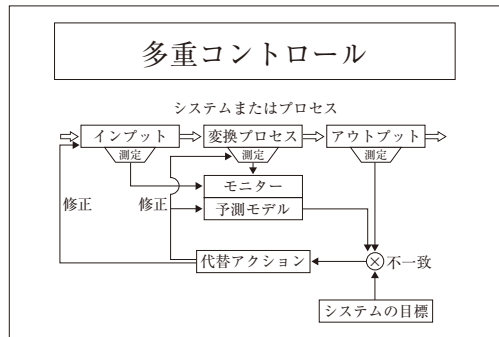 多重コントロール
システムまたはプロセス
インプット
変換プロセス
アウトプット
測定
測定
測定
モニター
予測モデル
修正
修正
代替アクション
不一致
システムの目標